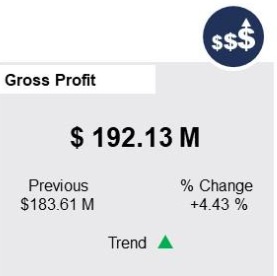 $$$
Gross Profit
$ 192.13 M
Previous % Change
$183.61 M +4.43 %
Trend